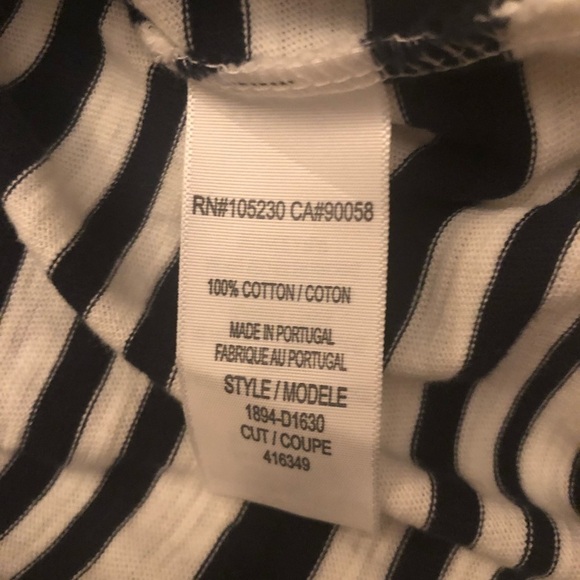 RN#105230 CA#90058
100% COTTON / COTON
MADE IN PORTUGAL
FABRIQUE AU PORTUGAL
STYLE / MODELE
1894-D1630
CUT / COUPE
416349